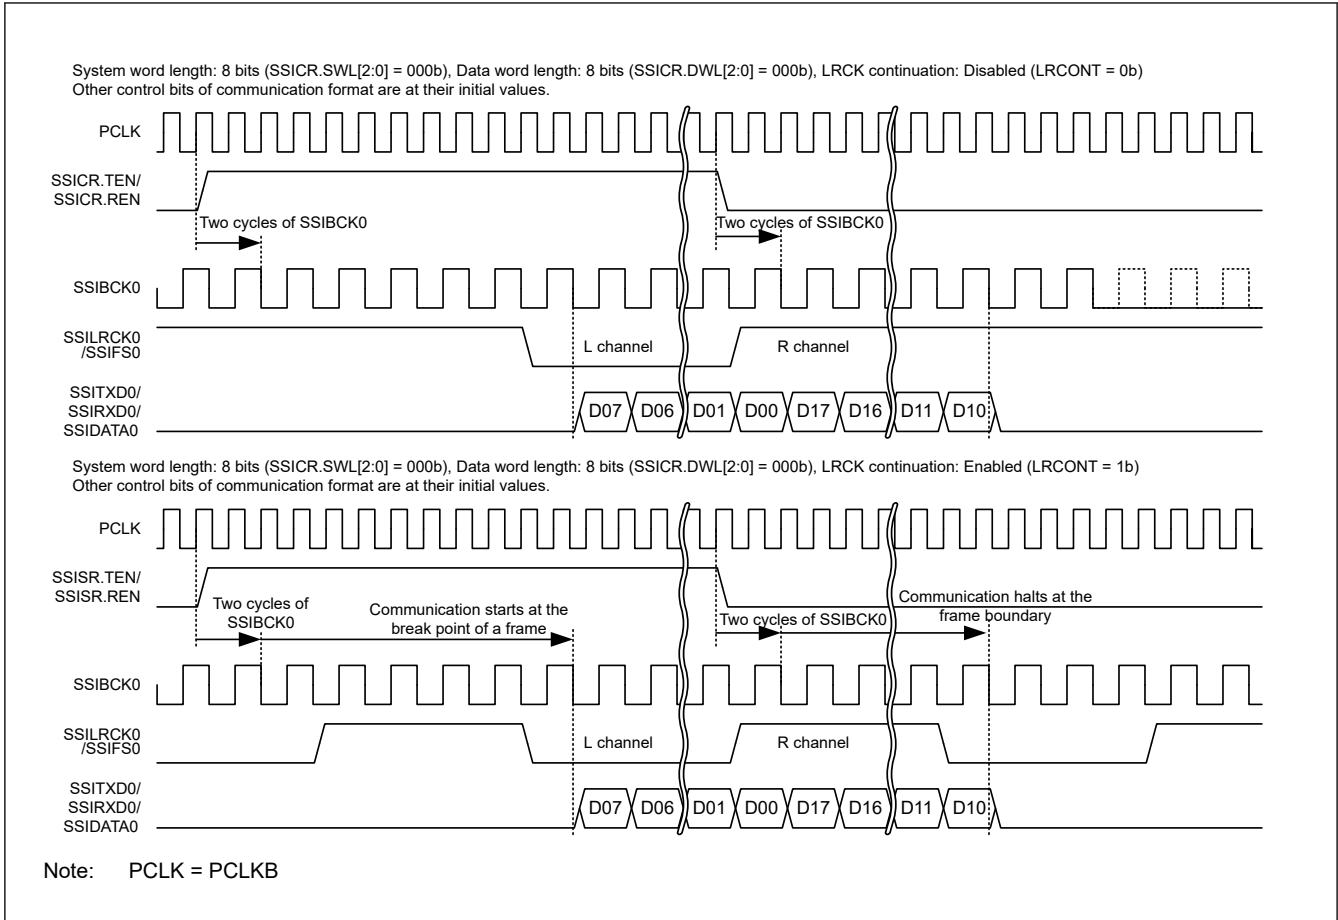 System word length: 8 bits (SSICR.SWL[2:0] = 000b), Data word length: 8 bits (SSICR.DWL[2:0] = 000b), LRCK continuation: Disabled (LRCONT = 0b)
Other control bits of communication format are at their initial values.
PCLK
SSICR.TEN/
SSICR.REN
Two cycles of SSIBCK0
Two cycles of SSIBCK0
SSIBCK0
SSILRCK0
/SSIFS0
L channel
R channel
SSITXD0/
SSIRXD0/
SSIDATA0
D07 D06 D01 D00 D17 D16 D11 D10
System word length: 8 bits (SSICR.SWL[2:0] = 000b), Data word length: 8 bits (SSICR.DWL[2:0] = 000b), LRCK continuation: Enabled (LRCONT = 1b)
Other control bits of communication format are at their initial values.
PCLK
SSISR.TEN/
SSISR.REN
Two cycles of
SSIBCK0
Communication starts at the
break point of a frame
Two cycles of SSIBCK0
Communication halts at the
frame boundary
SSIBCK0
SSILRCK0
/SSIFS0
L channel
R channel
SSITXD0/
SSIRXD0/
SSIDATA0
D07 D06 D01 D00 D17 D16 D11 D10
Note: PCLK = PCLKB